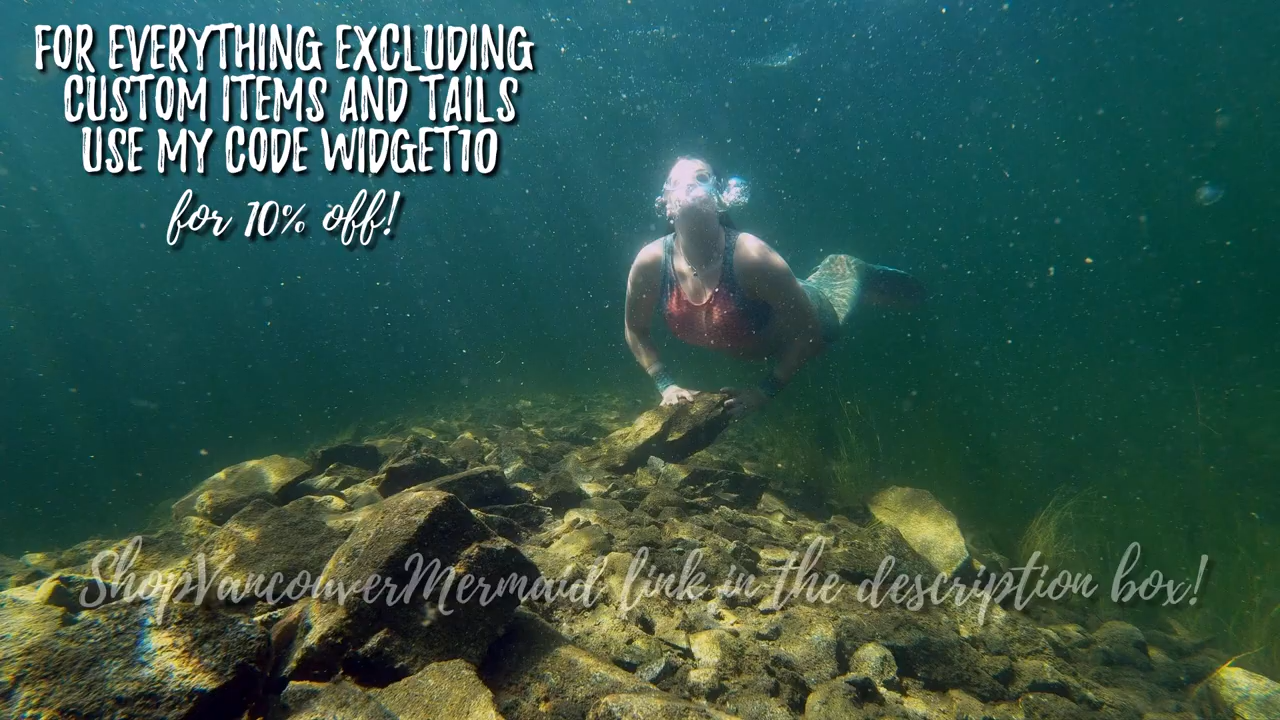 FOR EVERYTHING EXCLUDING
CUSTOM ITEMS AND TAILS
USE MY CODE WIDGET10
for 10% off!
ShopVancouverMermaid link in the description box!